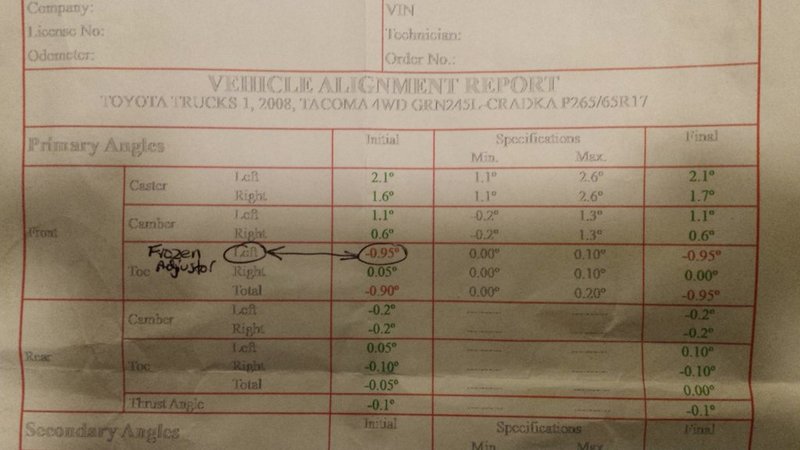 Company: VIN
License No: Technician:
Odometer: Order No.:
VEHICLE ALIGNMENT REPORT
TOYOTA TRUCKS 1, 2008, TACOMA 4WD GRN245L-CRADKA P265/65R17
Primary Angles Initial Specifications Final
Min. Max.
Front Caster Left 2.1° 1.1° 2.6° 2.1°
Right 1.6° 1.1° 2.6° 1.7°
Camber Left 1.1° -0.2° 1.3° 1.1°
Right 0.6° -0.2° 1.3° 0.6°
Frozen Adjustor
Toe Left -0.95° 0.00° 0.10° -0.95°
Right 0.05° 0.00° 0.10° 0.00°
Total -0.90° 0.00° 0.20° -0.95°
Rear Camber Left -0.2° -0.2°
Right -0.2° -0.2°
Toe Left 0.05° 0.10°
Right -0.10° -0.10°
Total -0.05° 0.00°
Thrust Angle -0.1° -0.1°
Secondary Angles Initial Specifications Final
Min. Max.